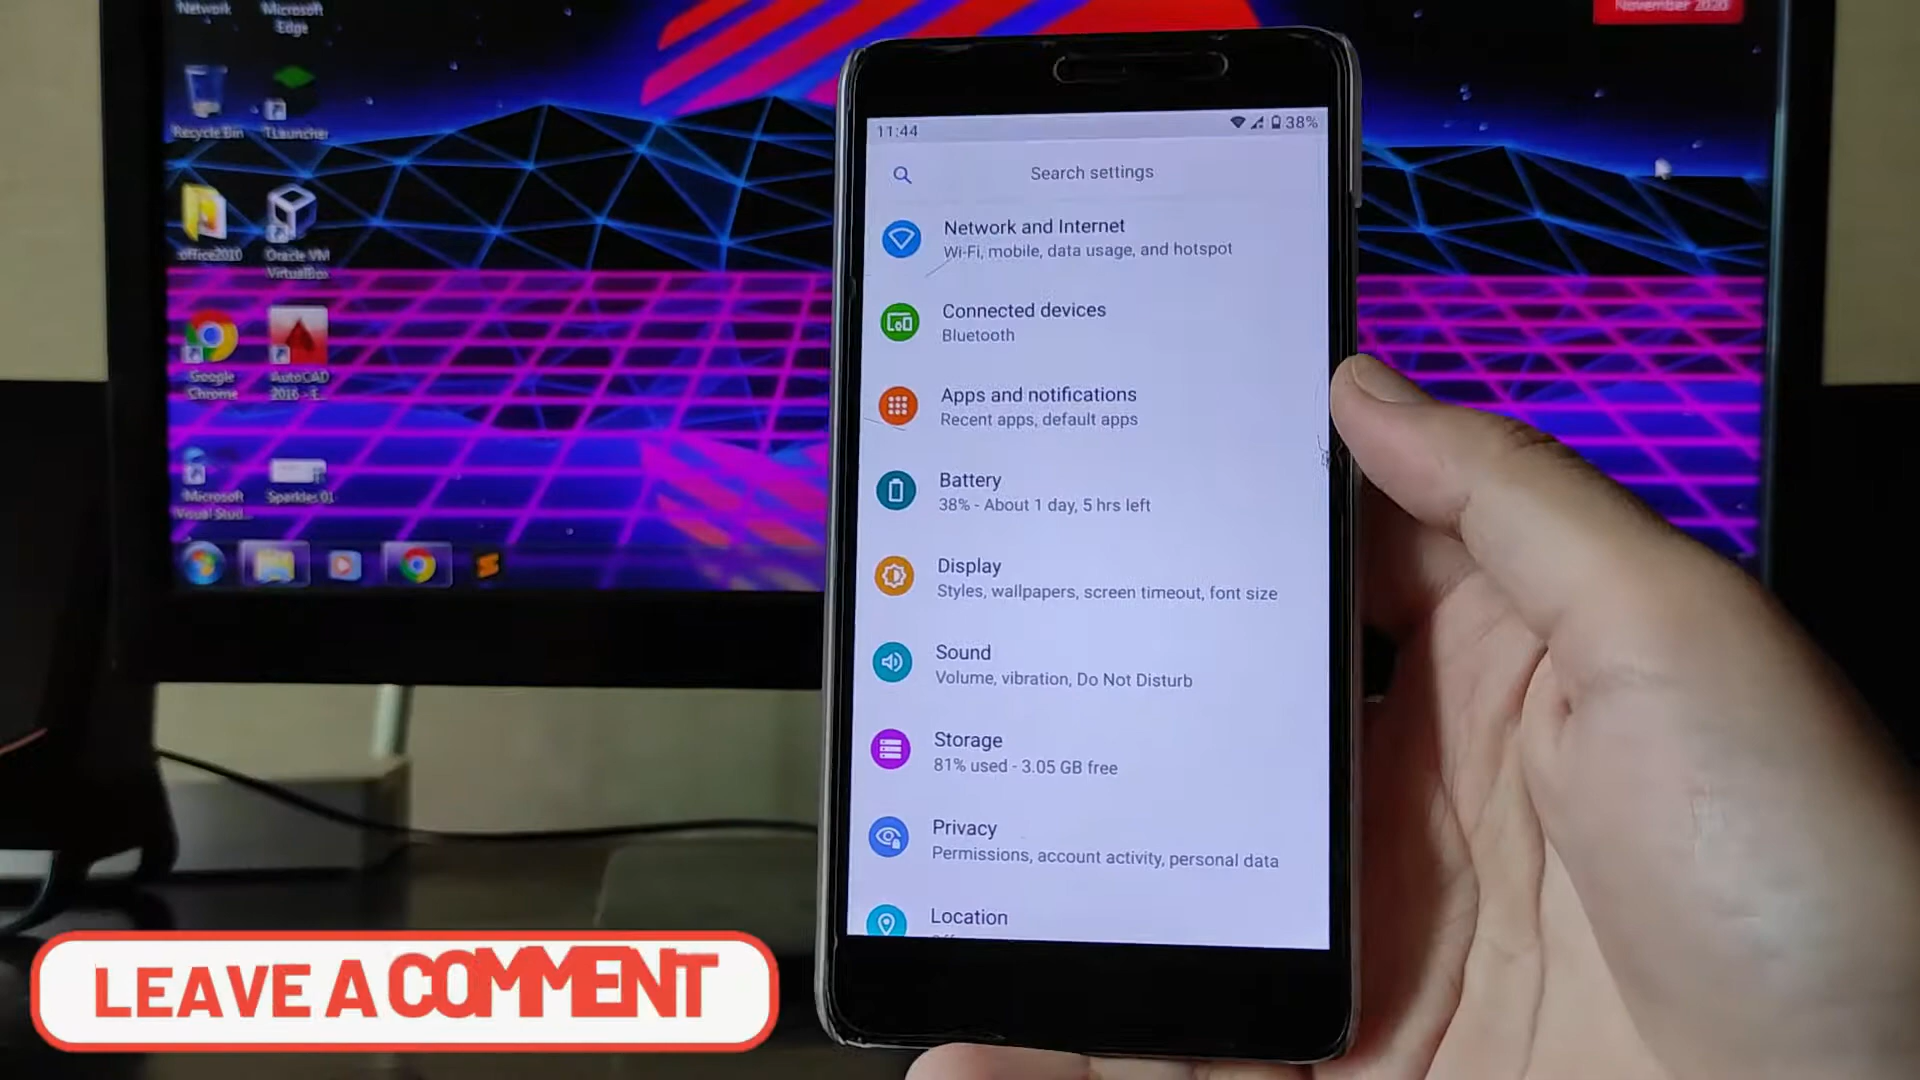 Network
Microsoft
Edge
November 2020
Recycle Bin
TLauncher
office2010
Oracle VM
VirtualBox
Google
Chrome
AutoCAD
2016 - E...
Microsoft
Visual Stud...
Sparkles 01
11:44
38%
Search settings
Network and Internet
Wi-Fi, mobile, data usage, and hotspot
Connected devices
Bluetooth
Apps and notifications
Recent apps, default apps
Battery
38% - About 1 day, 5 hrs left
Display
Styles, wallpapers, screen timeout, font size
Sound
Volume, vibration, Do Not Disturb
Storage
81% used - 3.05 GB free
Privacy
Permissions, account activity, personal data
Location
LEAVE A COMMENT